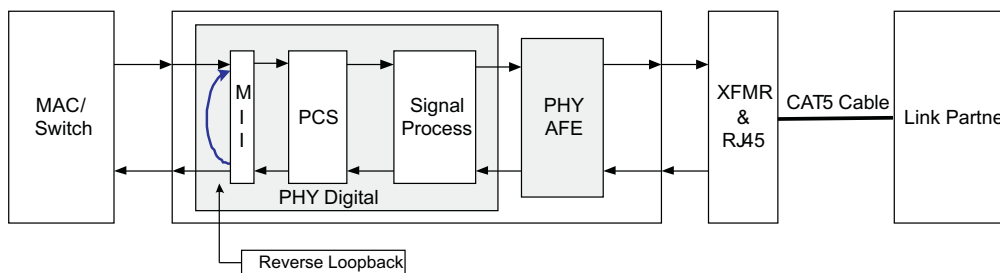 MAC/
Switch
M
I
I
PCS
Signal
Process
PHY Digital
PHY
AFE
XFMR
&
RJ45
CAT5 Cable
Link Partne
Reverse Loopback